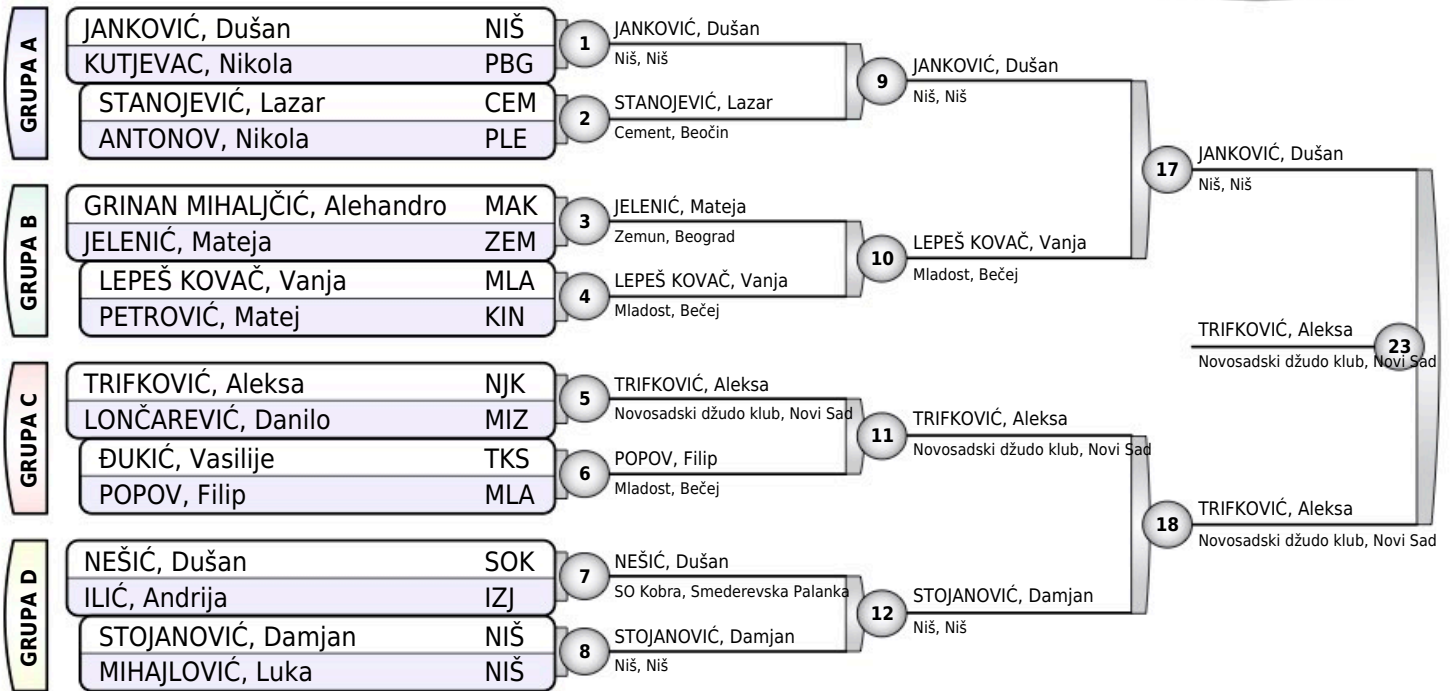 GRUPA A
JANKOVIĆ, Dušan NIŠ
KUTJEVAC, Nikola PBG
STANOJEVIĆ, Lazar CEM
ANTONOV, Nikola PLE
GRUPA B
GRINAN MIHALJČIĆ, Alehandro MAK
JELENIĆ, Mateja ZEM
LEPEŠ KOVAČ, Vanja MLA
PETROVIĆ, Matej KIN
GRUPA C
TRIFKOVIĆ, Aleksa NJK
LONČAREVIĆ, Danilo MIZ
ĐUKIĆ, Vasilije TKS
POPOV, Filip MLA
GRUPA D
NEŠIĆ, Dušan SOK
ILIĆ, Andrija IZJ
STOJANOVIĆ, Damjan NIŠ
MIHAJLOVIĆ, Luka NIŠ
1
JANKOVIĆ, Dušan
Niš, Niš
2
STANOJEVIĆ, Lazar
Cement, Beočin
3
JELENIĆ, Mateja
Zemun, Beograd
4
LEPEŠ KOVAČ, Vanja
Mladost, Bečej
5
TRIFKOVIĆ, Aleksa
Novosadski džudo klub, Novi Sad
6
POPOV, Filip
Mladost, Bečej
7
NEŠIĆ, Dušan
SO Kobra, Smederevska Palanka
8
STOJANOVIĆ, Damjan
Niš, Niš
9
JANKOVIĆ, Dušan
Niš, Niš
10
LEPEŠ KOVAČ, Vanja
Mladost, Bečej
11
TRIFKOVIĆ, Aleksa
Novosadski džudo klub, Novi Sad
12
STOJANOVIĆ, Damjan
Niš, Niš
17
JANKOVIĆ, Dušan
Niš, Niš
18
TRIFKOVIĆ, Aleksa
Novosadski džudo klub, Novi Sad
23
TRIFKOVIĆ, Aleksa
Novosadski džudo klub, Novi Sad